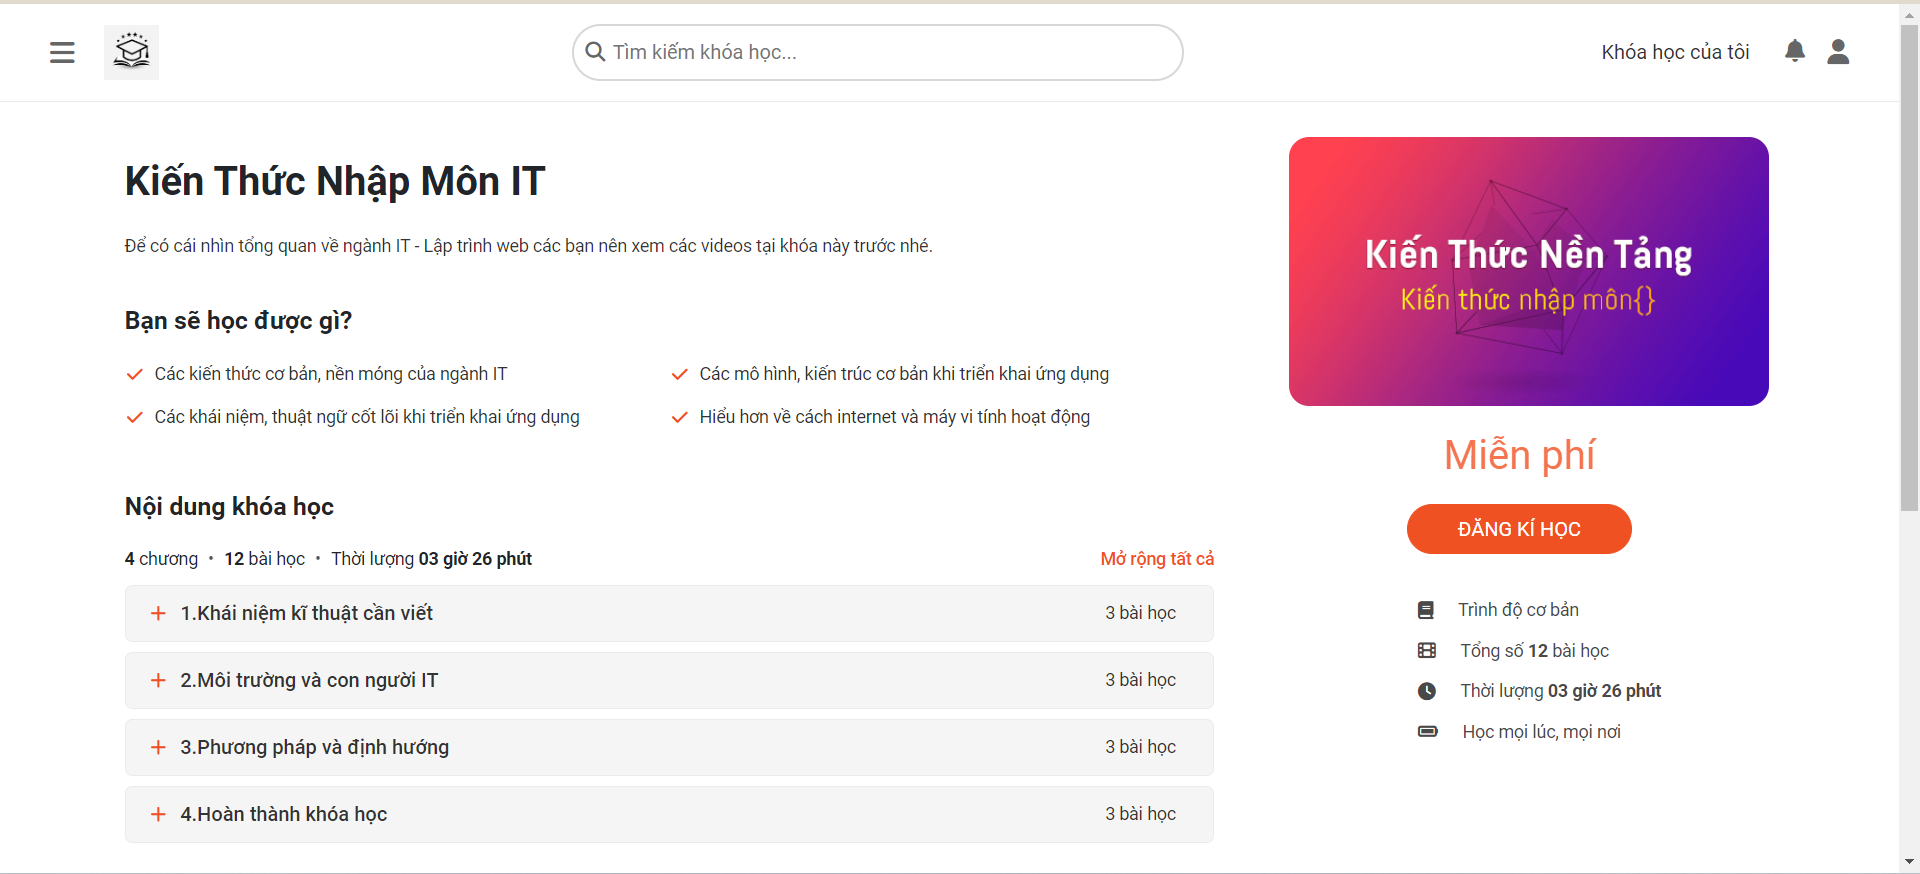 Tìm kiếm khóa học...
Khóa học của tôi
Kiến Thức Nhập Môn IT
Để có cái nhìn tổng quan về ngành IT - Lập trình web các bạn nên xem các videos tại khóa này trước nhé.
Bạn sẽ học được gì?
Các kiến thức cơ bản, nền móng của ngành IT
Các mô hình, kiến trúc cơ bản khi triển khai ứng dụng
Các khái niệm, thuật ngữ cốt lõi khi triển khai ứng dụng
Hiểu hơn về cách internet và máy vi tính hoạt động
Nội dung khóa học
4 chương • 12 bài học • Thời lượng 03 giờ 26 phút
Mở rộng tất cả
1.Khái niệm kĩ thuật cần viết
3 bài học
2.Môi trường và con người IT
3 bài học
3.Phương pháp và định hướng
3 bài học
4.Hoàn thành khóa học
3 bài học
Kiến Thức Nền Tảng
Kiến thức nhập môn{}
Miễn phí
ĐĂNG KÍ HỌC
Trình độ cơ bản
Tổng số 12 bài học
Thời lượng 03 giờ 26 phút
Học mọi lúc, mọi nơi